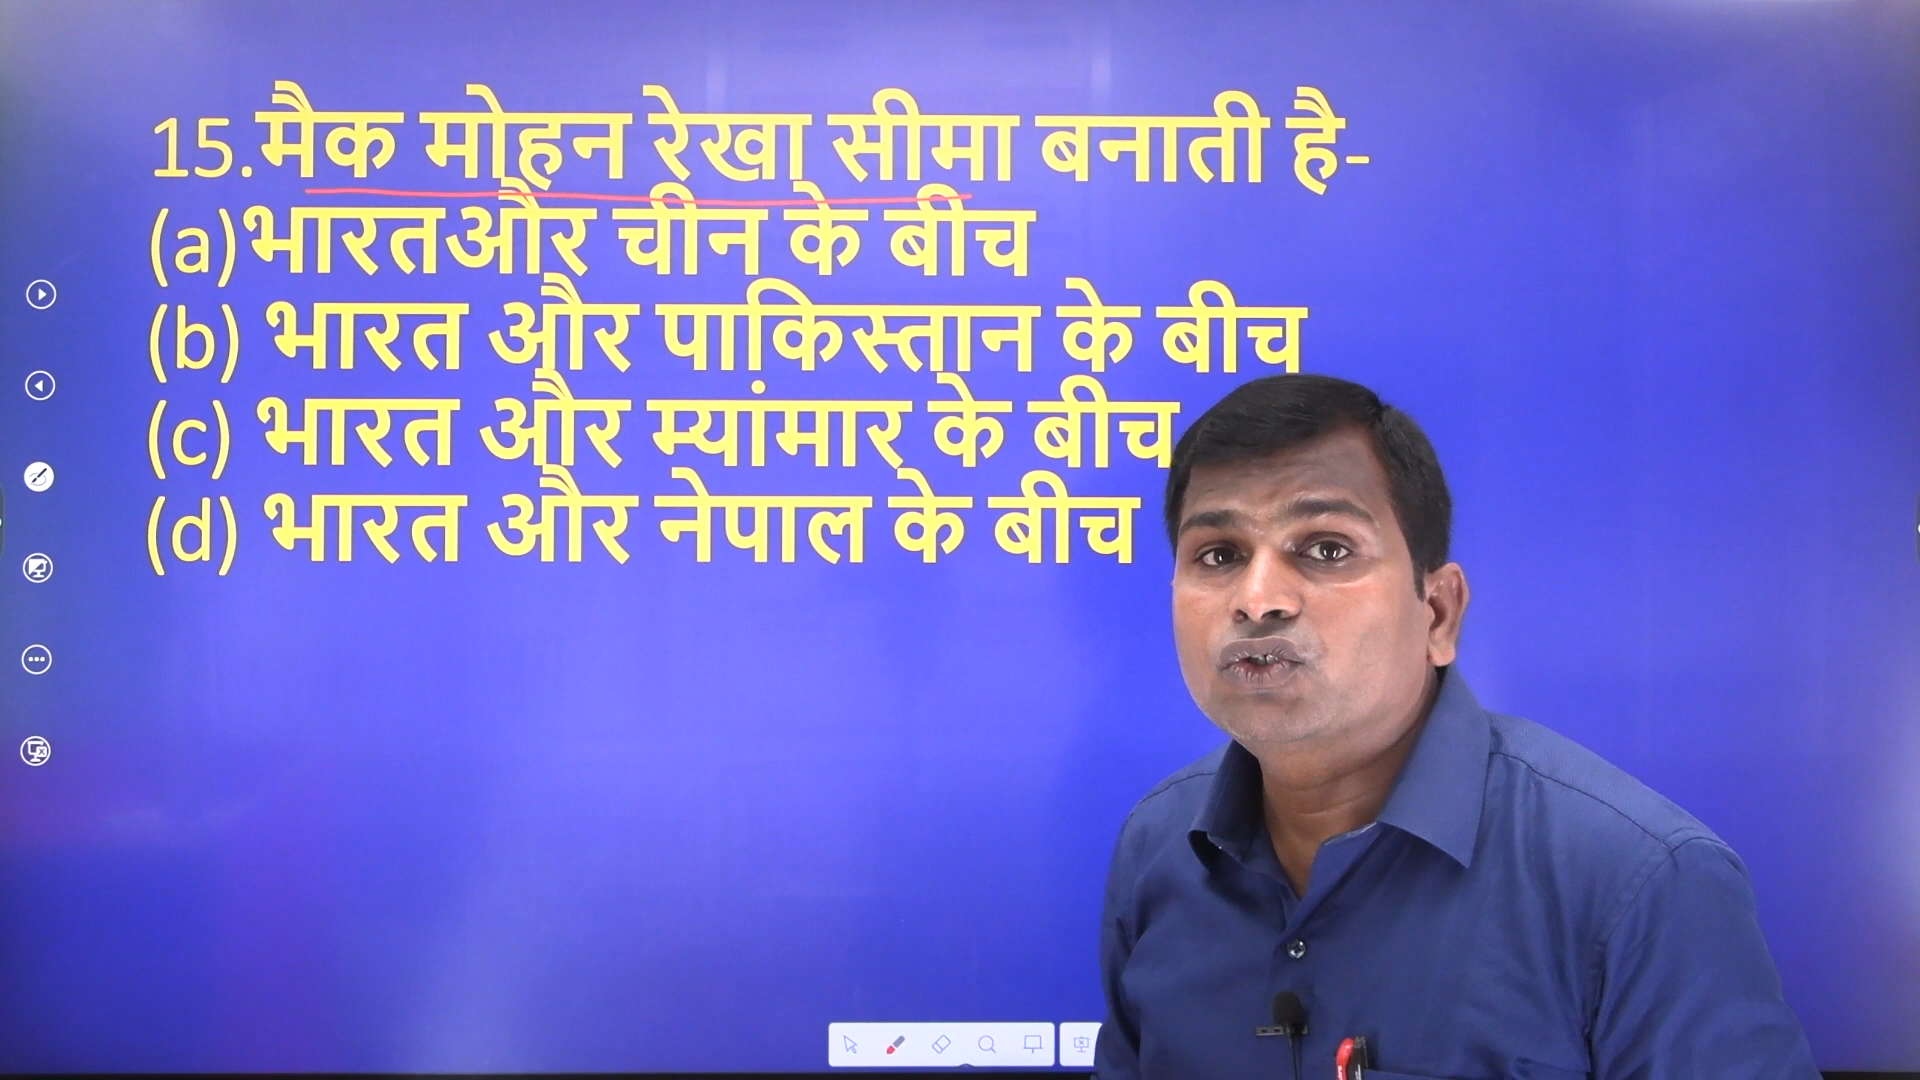 15.मैक मोहन रेखा सीमा बनाती है-
(a)भारतऔर चीन के बीच
(b) भारत और पाकिस्तान के बीच
(c) भारत और म्यांमार के बीच
(d) भारत और नेपाल के बीच